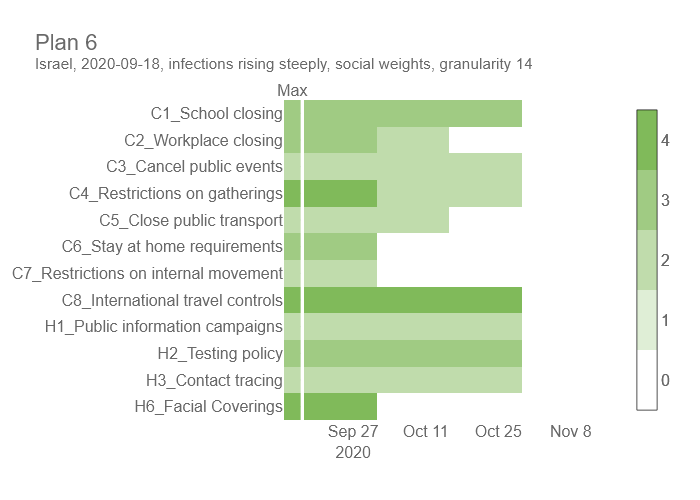 Plan 6
Israel, 2020-09-18, infections rising steeply, social weights, granularity 14
Max
C1_School closing
C2_Workplace closing
C3_Cancel public events
C4_Restrictions on gatherings
C5_Close public transport
C6_Stay at home requirements
C7_Restrictions on internal movement
C8_International travel controls
H1_Public information campaigns
H2_Testing policy
H3_Contact tracing
H6_Facial Coverings
Sep 27 Oct 11 Oct 25 Nov 8
2020
4
3
2
1
0